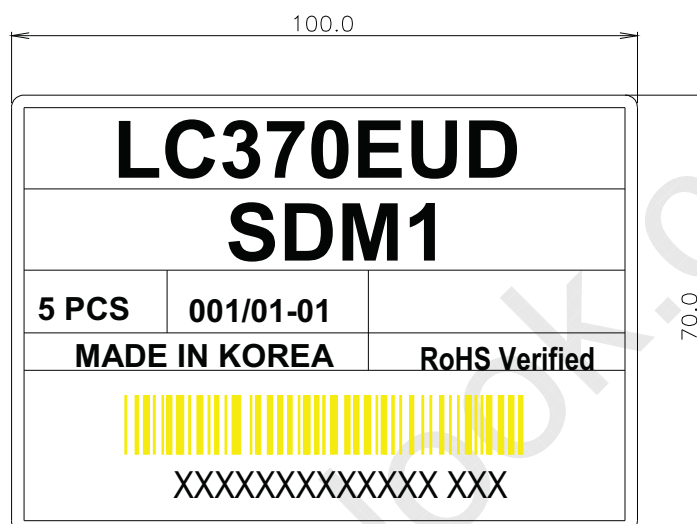 100.0
LC370EUD
SDM1
5 PCS 001/01-01
70.0
MADE IN KOREA RoHS Verified
XXXXXXXXXXXXX XXX